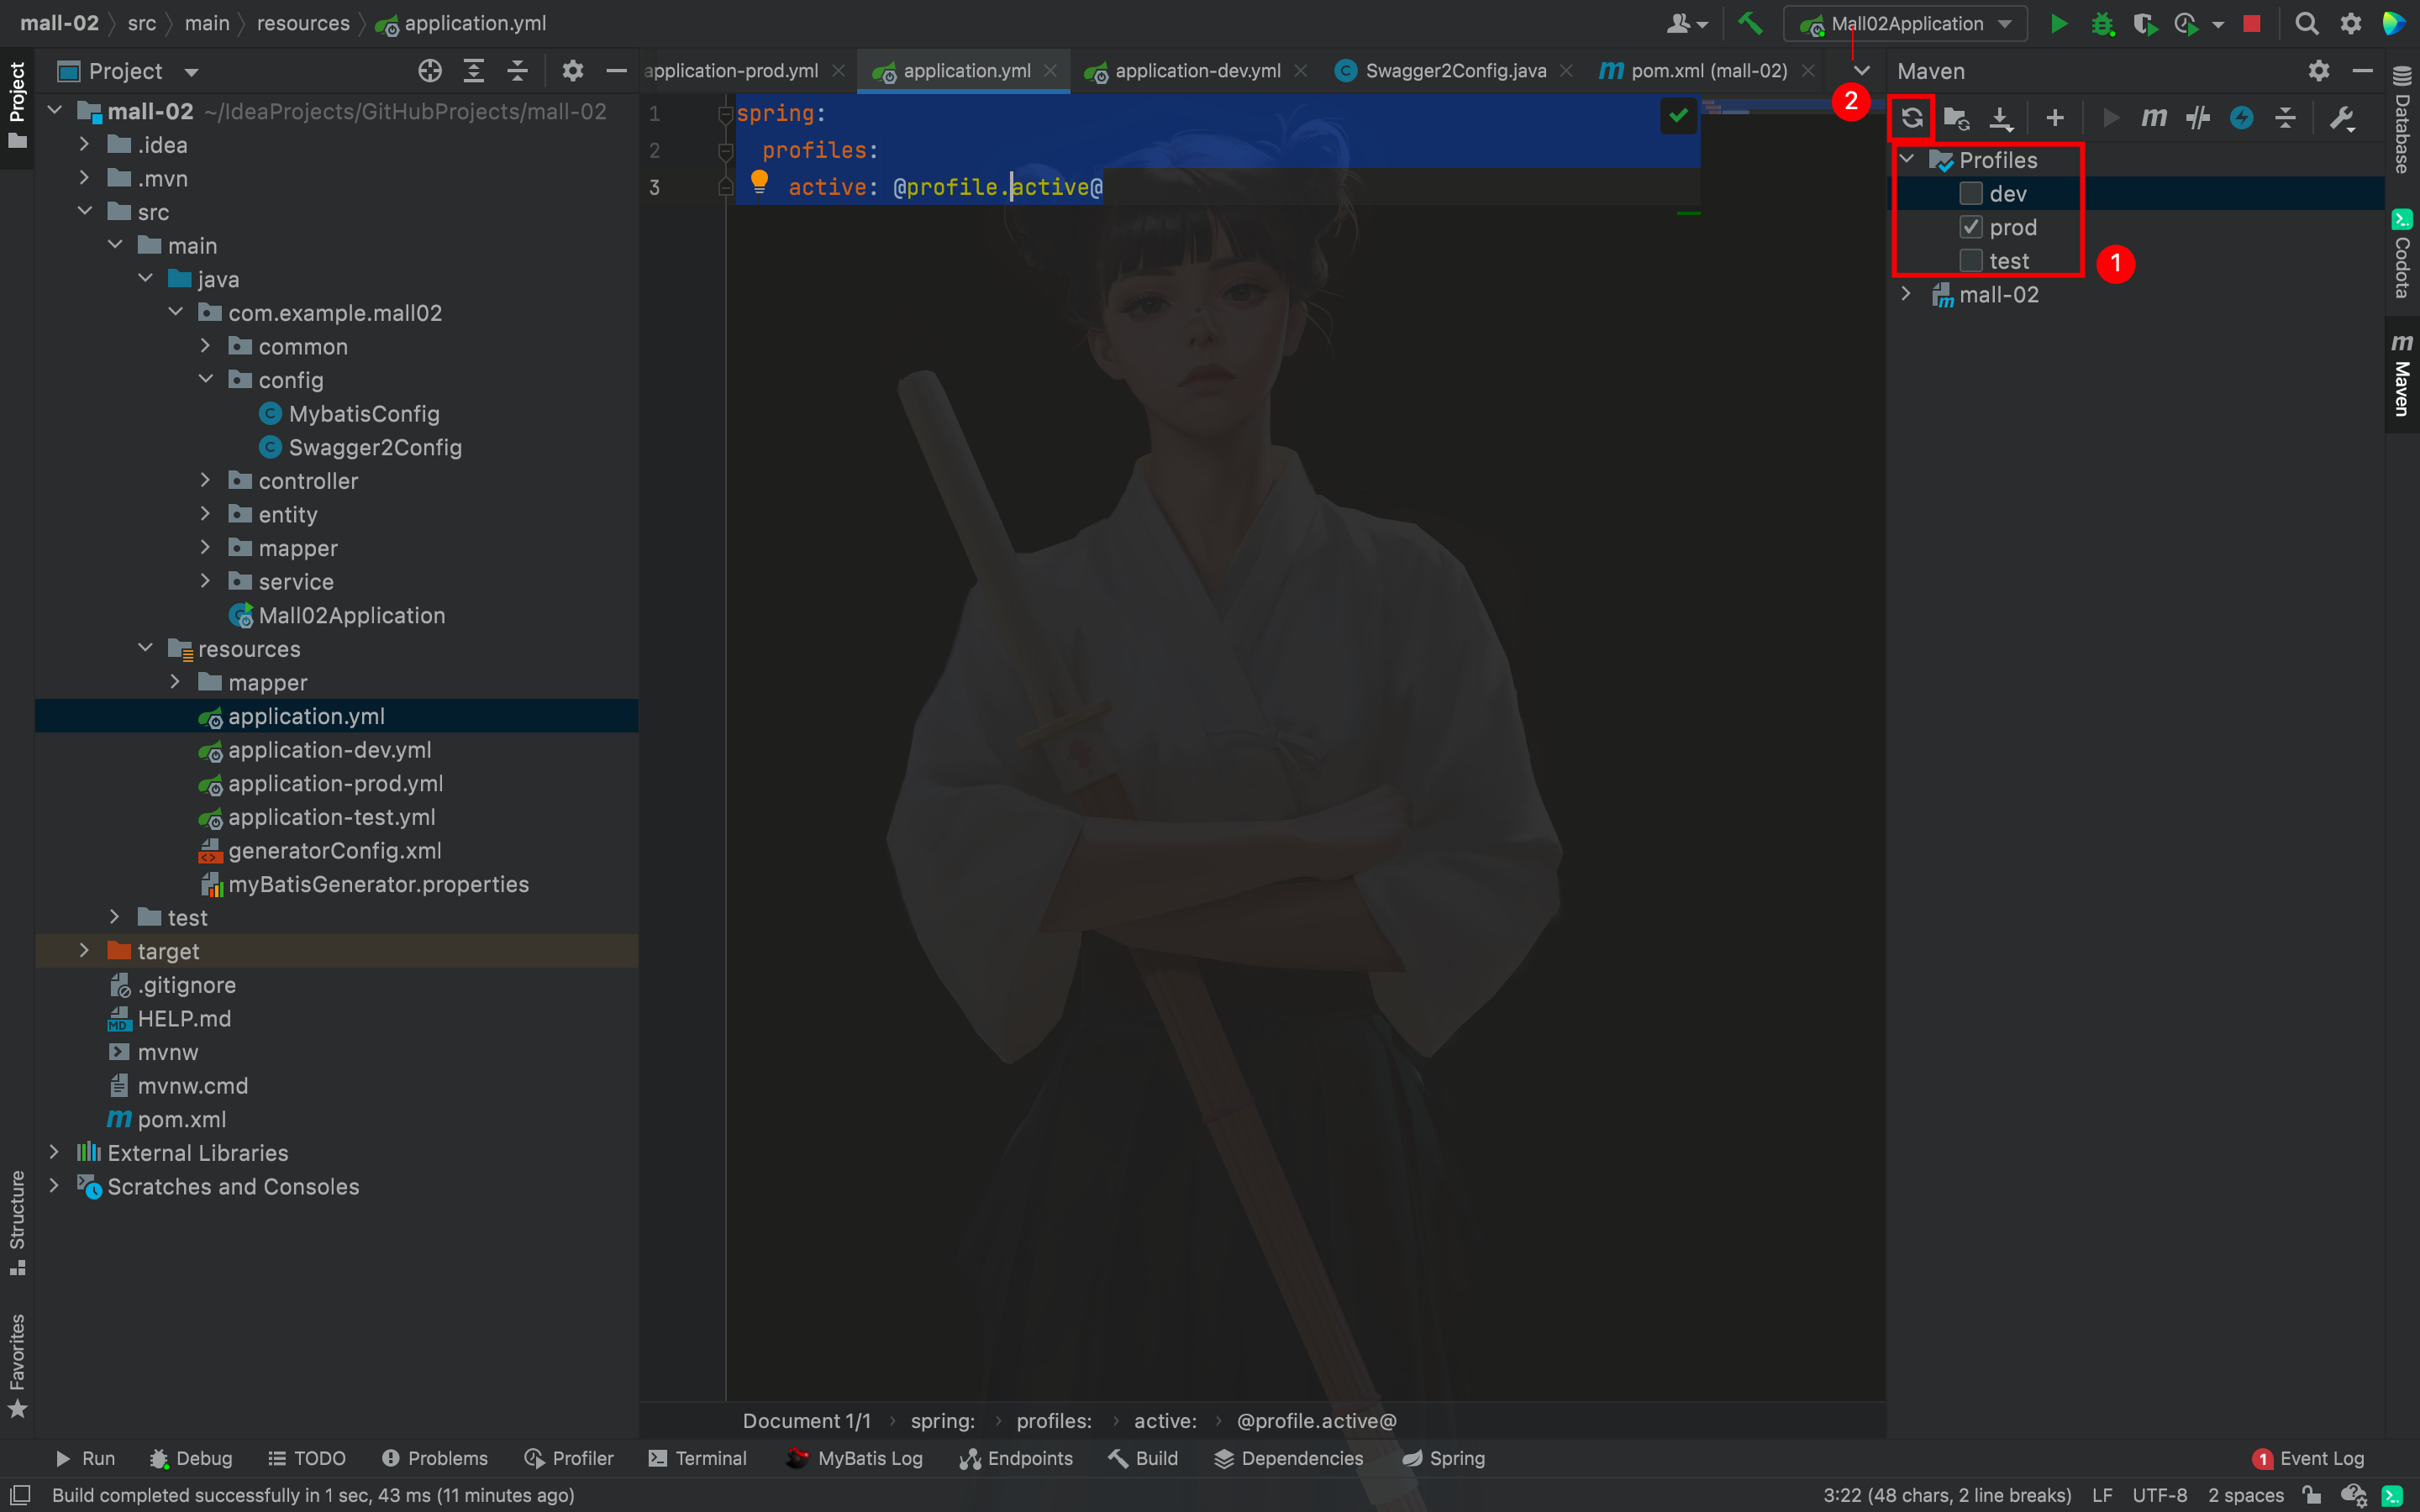 mall-02 src main resources application.yml
Mall02Application
Project
application-prod.yml application.yml application-dev.yml Swagger2Config.java pom.xml (mall-02)
Maven
2
mall-02 ~/IdeaProjects/GitHubProjects/mall-02
.idea
.mvn
src
main
java
com.example.mall02
common
config
MybatisConfig
Swagger2Config
controller
entity
mapper
service
Mall02Application
resources
mapper
application.yml
application-dev.yml
application-prod.yml
application-test.yml
generatorConfig.xml
myBatisGenerator.properties
test
target
.gitignore
HELP.md
mvnw
mvnw.cmd
pom.xml
External Libraries
Scratches and Consoles
1 spring:
2 profiles:
3 active: @profile.active@
Profiles
dev
prod
test
1
mall-02
Project
Structure
Favorites
Database
Codota
Maven
Document 1/1 spring: profiles: active: @profile.active@
Run Debug TODO Problems Profiler Terminal MyBatis Log Endpoints Build Dependencies Spring
1 Event Log
Build completed successfully in 1 sec, 43 ms (11 minutes ago)
3:22 (48 chars, 2 line breaks) LF UTF-8 2 spaces